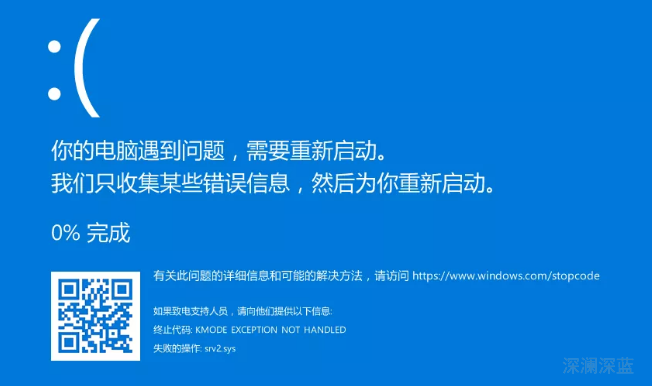 :(
你的电脑遇到问题，需要重新启动。
我们只收集某些错误信息，然后为你重新启动。
0% 完成
有关此问题的详细信息和可能的解决方法，请访问 https://www.windows.com/stopcode
如果致电支持人员，请向他们提供以下信息:
终止代码: KMODE EXCEPTION NOT HANDLED
失败的操作: srv2.sys
深澜深蓝